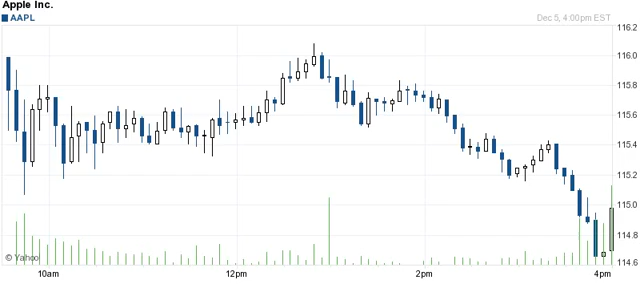 Apple Inc.
AAPL
Dec 5, 4:00pm EST
116.2
116.0
115.8
115.6
115.4
115.2
115.0
114.8
114.6
© Yahoo
10am
12pm
2pm
4pm